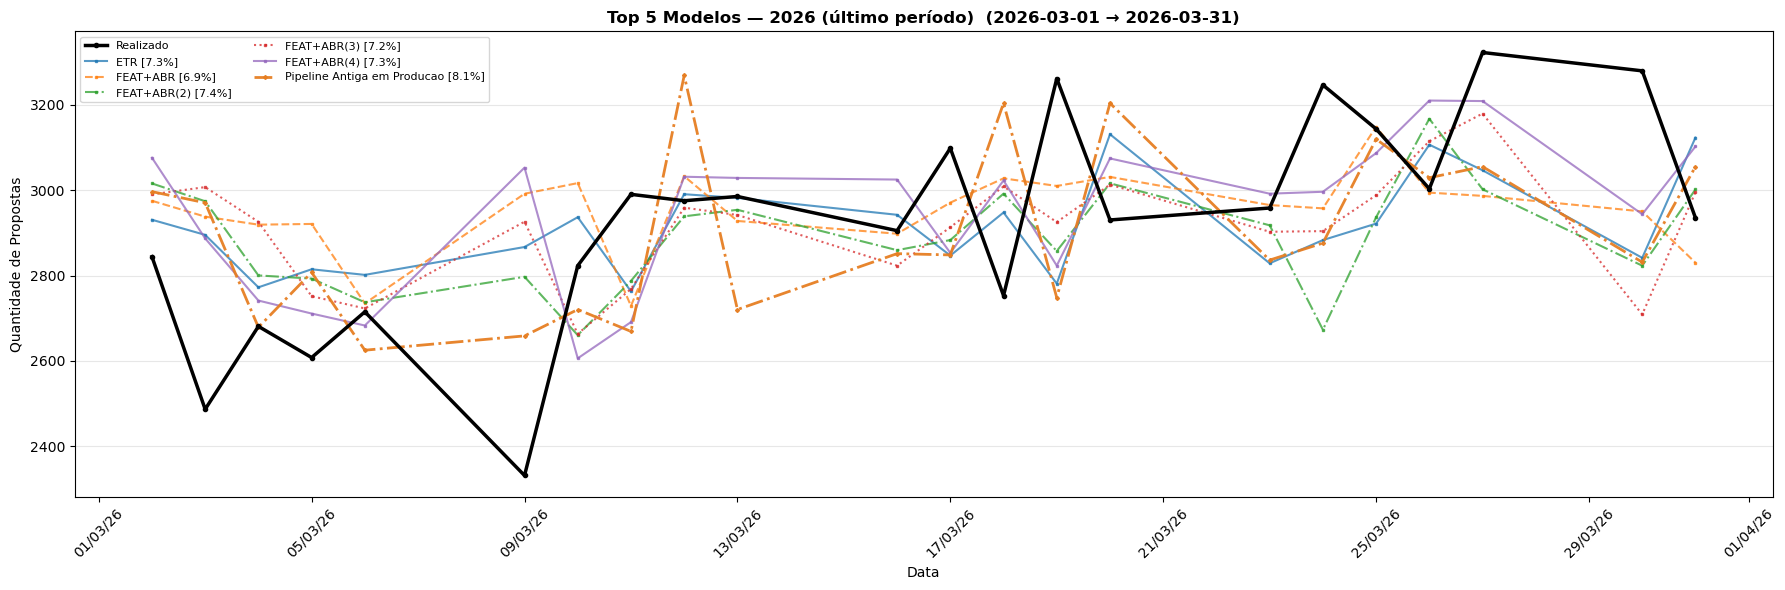 Top 5 Modelos — 2026 (último período)  (2026-03-01 → 2026-03-31)
Realizado
ETR [7.3%]
FEAT+ABR [6.9%]
FEAT+ABR(2) [7.4%]
FEAT+ABR(3) [7.2%]
FEAT+ABR(4) [7.3%]
Pipeline Antiga em Producao [8.1%]
Quantidade de Propostas
3200
3000
2800
2600
2400
01/03/26
05/03/26
09/03/26
13/03/26
17/03/26
21/03/26
25/03/26
29/03/26
01/04/26
Data